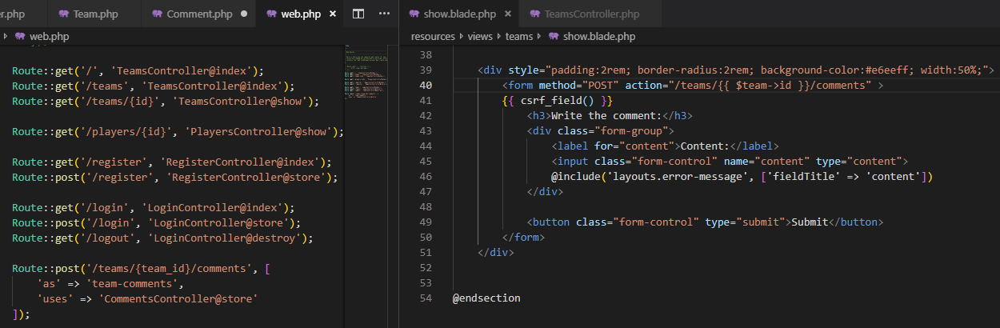 er.php Team.php Comment.php web.php
web.php
Route::get('/', 'TeamsController@index');
Route::get('/teams', 'TeamsController@index');
Route::get('/teams/{id}', 'TeamsController@show');
Route::get('/players/{id}', 'PlayersController@show');
Route::get('/register', 'RegisterController@index');
Route::post('/register', 'RegisterController@store');
Route::get('/login', 'LoginController@index');
Route::post('/login', 'LoginController@store');
Route::get('/logout', 'LoginController@destroy');
Route::post('/teams/{team_id}/comments', [
'as' => 'team-comments',
'uses' => 'CommentsController@store'
]);
show.blade.php TeamsController.php
resources views teams show.blade.php
38
39 <div style="padding:2rem; border-radius:2rem; background-color:#e6eeff; width:50%;">
40 <form method="POST" action="/teams/{{ $team->id }}/comments" >
41 {{ csrf_field() }}
42 <h3>Write the comment:</h3>
43 <div class="form-group">
44 <label for="content">Content:</label>
45 <input class="form-control" name="content" type="content">
46 @include('layouts.error-message', ['fieldTitle' => 'content'])
47 </div>
48
49 <button class="form-control" type="submit">Submit</button>
50 </form>
51 </div>
52
53
54 @endsection